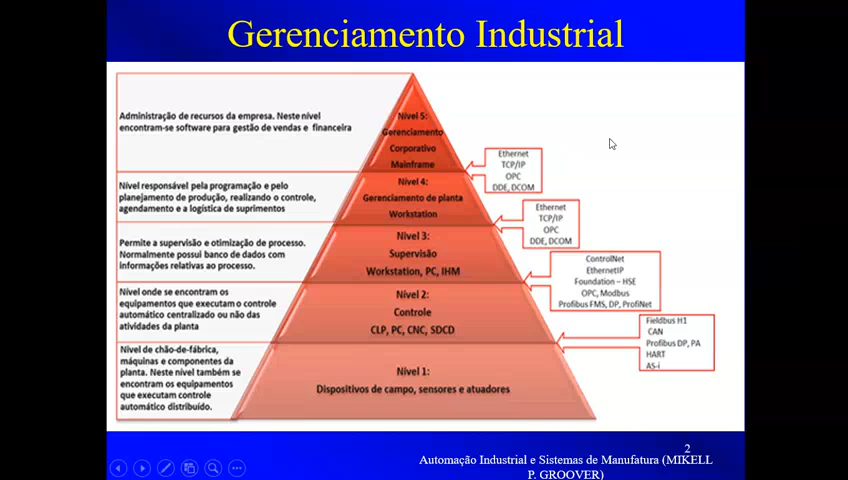 Gerenciamento Industrial
Administração de recursos da empresa. Neste nível
encontram-se software para gestão de vendas e financeira
Nível 5:
Gerenciamento
Corporativo
Mainframe
Ethernet
TCP/IP
OPC
DDE, DCOM
Nível responsável pela programação e pelo
planejamento de produção, realizando o controle,
agendamento e a logística de suprimentos
Nível 4:
Gerenciamento de planta
Workstation
Ethernet
TCP/IP
OPC
DDE, DCOM
Permite a supervisão e otimização de processo.
Normalmente possui banco de dados com
informações relativas ao processo.
Nível 3:
Supervisão
Workstation, PC, IHM
ControlNet
EthernetIP
Foundation – HSE
OPC, Modbus
Profibus FMS, DP, ProfiNet
Nível onde se encontram os
equipamentos que executam o controle
automático centralizado ou não das
atividades da planta
Nível 2:
Controle
CLP, PC, CNC, SDCD
Fieldbus H1
CAN
Profibus DP, PA
HART
AS-i
Nível de chão-de-fábrica,
máquinas e componentes da
planta. Neste nível também se
encontram os equipamentos
que executam controle
automático distribuído.
Nível 1:
Dispositivos de campo, sensores e atuadores
2
Automação Industrial e Sistemas de Manufatura (MIKELL
P. GROOVER)